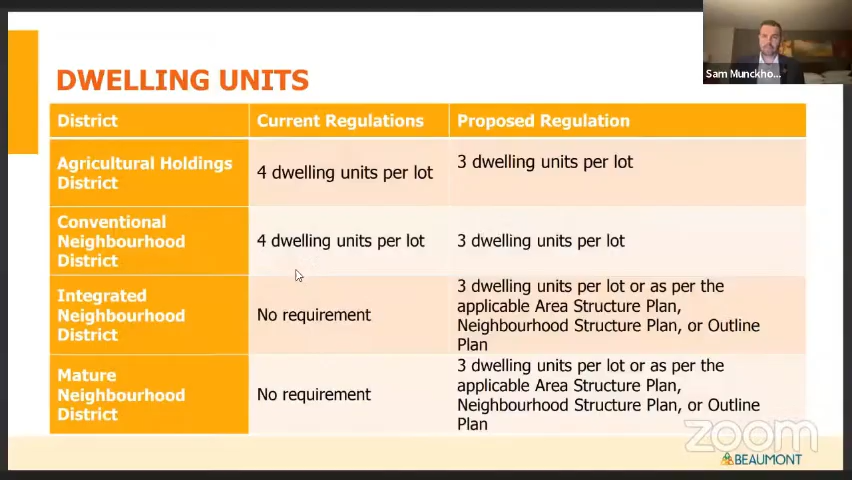 Sam Munckho...
DWELLING UNITS
District
Current Regulations
Proposed Regulation
Agricultural Holdings
District
4 dwelling units per lot
3 dwelling units per lot
Conventional
Neighbourhood
District
4 dwelling units per lot
3 dwelling units per lot
Integrated
Neighbourhood
District
No requirement
3 dwelling units per lot or as per the
applicable Area Structure Plan,
Neighbourhood Structure Plan, or Outline
Plan
Mature
Neighbourhood
District
No requirement
3 dwelling units per lot or as per the
applicable Area Structure Plan,
Neighbourhood Structure Plan, or Outline
Plan
zoom
BEAUMONT